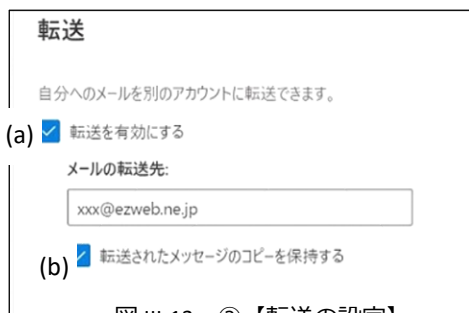 転送
自分へのメールを別のアカウントに転送できます。
(a) 転送を有効にする
メールの転送先:
xxx@ezweb.ne.jp
(b) 転送されたメッセージのコピーを保持する